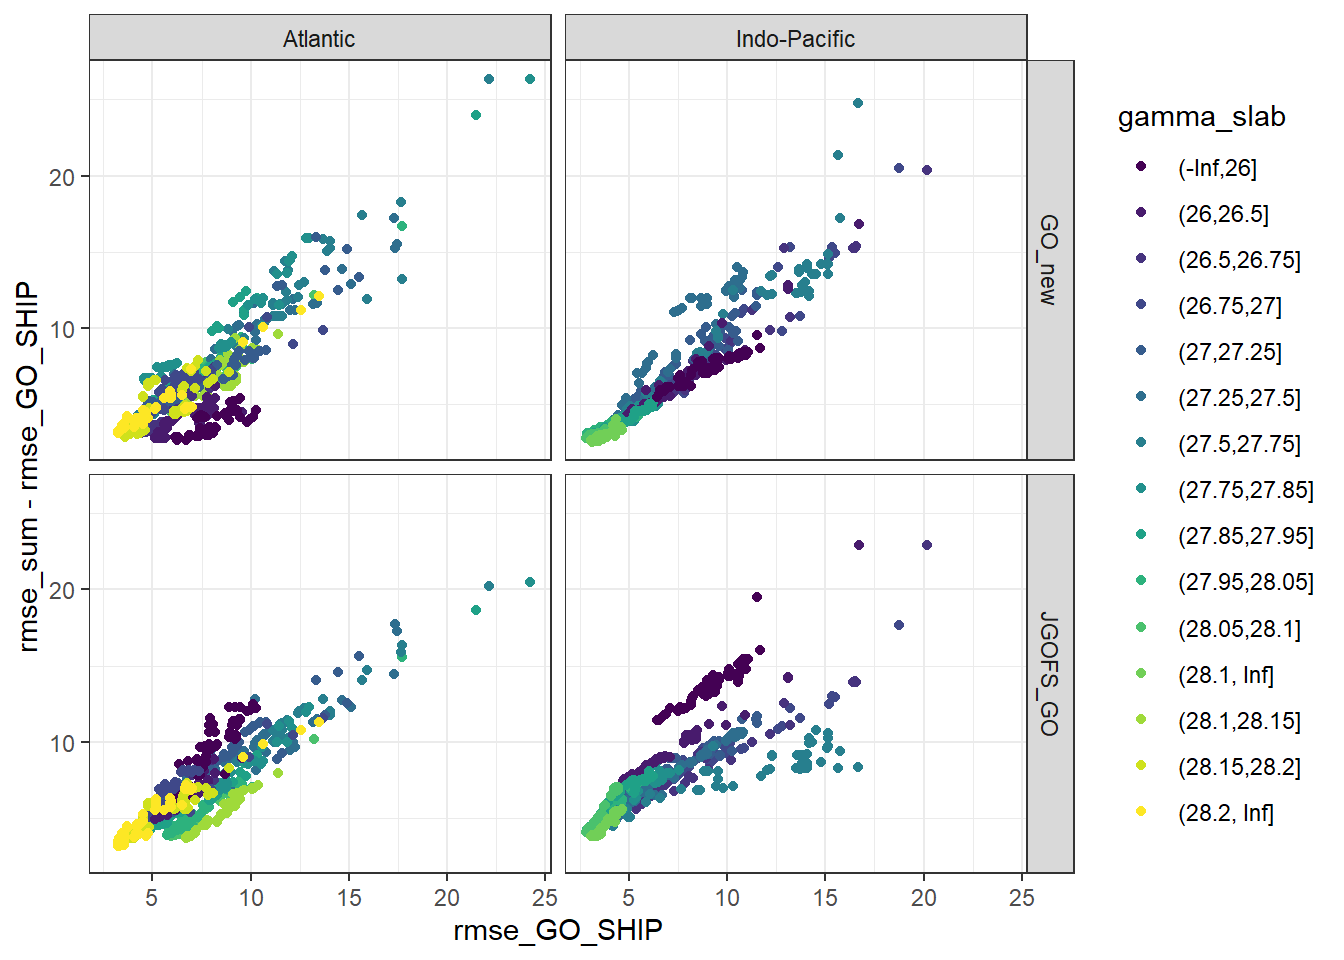 Atlantic
Indo-Pacific
GO_new
JGOFS_GO
20
10
20
10
rmse_sum - rmse_GO_SHIP
5
10
15
20
25
5
10
15
20
25
rmse_GO_SHIP
gamma_slab
(-Inf,26]
(26,26.5]
(26.5,26.75]
(26.75,27]
(27,27.25]
(27.25,27.5]
(27.5,27.75]
(27.75,27.85]
(27.85,27.95]
(27.95,28.05]
(28.05,28.1]
(28.1, Inf]
(28.1,28.15]
(28.15,28.2]
(28.2, Inf]